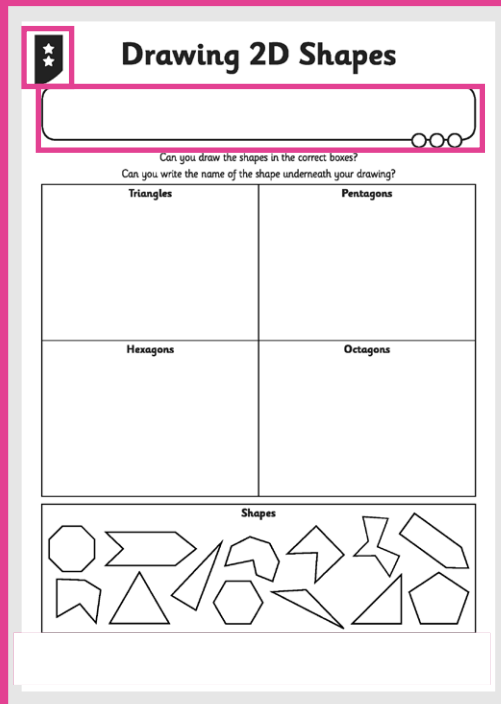 Drawing 2D Shapes
Can you draw the shapes in the correct boxes?
Can you write the name of the shape underneath your drawing?
Triangles
Pentagons
Hexagons
Octagons
Shapes